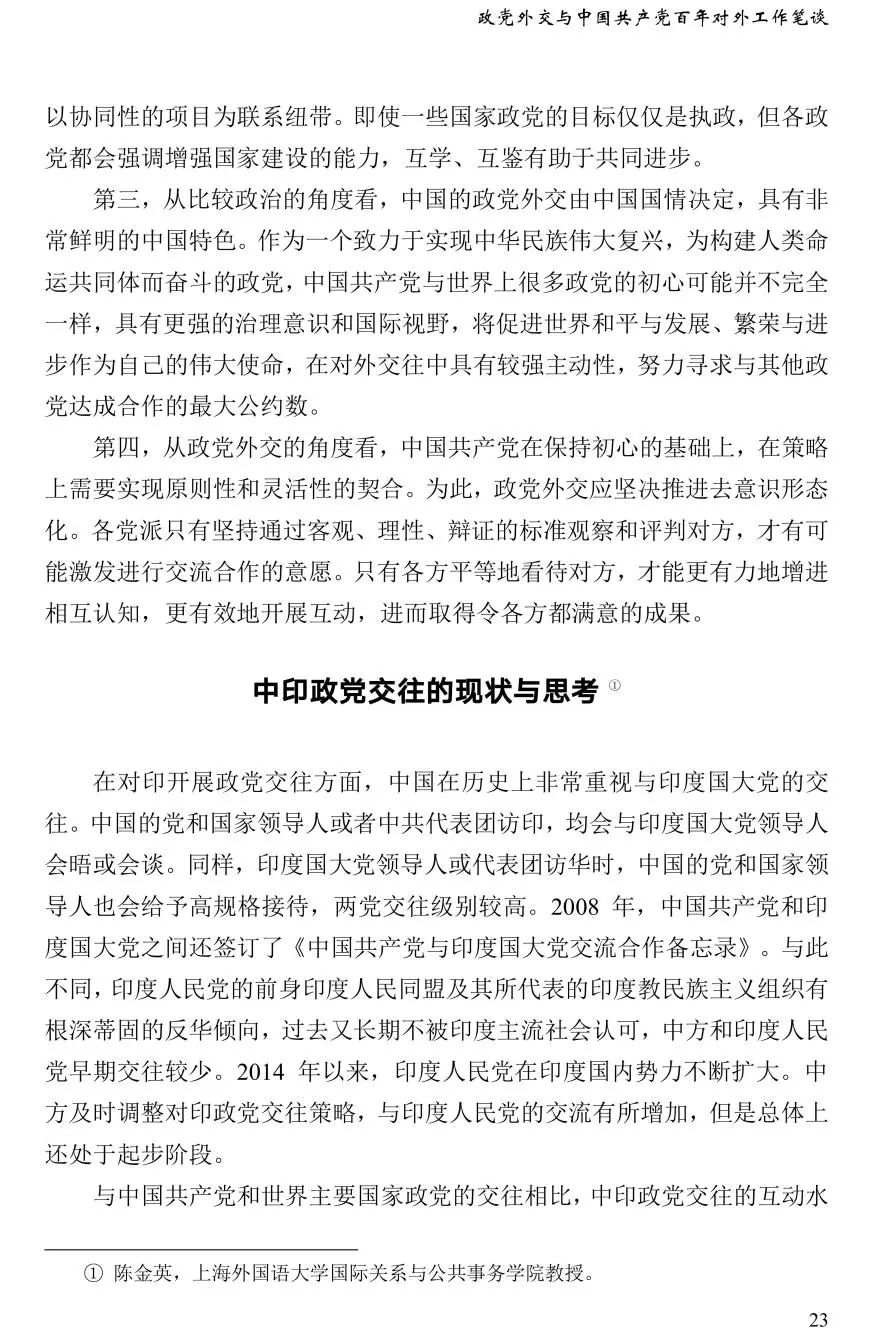 政党外交与中国共产党百年对外工作笔谈
以协同性的项目为联系纽带。即使一些国家政党的目标仅仅是执政，但各政
党都会强调增强国家建设的能力，互学、互鉴有助于共同进步。
第三，从比较政治的角度看，中国的政党外交由中国国情决定，具有非
常鲜明的中国特色。作为一个致力于实现中华民族伟大复兴，为构建人类命
运共同体而奋斗的政党，中国共产党与世界上很多政党的初心可能并不完全
一样，具有更强的治理意识和国际视野，将促进世界和平与发展、繁荣与进
步作为自己的伟大使命，在对外交往中具有较强主动性，努力寻求与其他政
党达成合作的最大公约数。
第四，从政党外交的角度看，中国共产党在保持初心的基础上，在策略
上需要实现原则性和灵活性的契合。为此，政党外交应坚决推进去意识形态
化。各党派只有坚持通过客观、理性、辩证的标准观察和评判对方，才有可
能激发进行交流合作的意愿。只有各方平等地看待对方，才能更有力地增进
相互认知，更有效地开展互动，进而取得令各方都满意的成果。
中印政党交往的现状与思考 ①
在对印开展政党交往方面，中国在历史上非常重视与印度国大党的交
往。中国的党和国家领导人或者中共代表团访印，均会与印度国大党领导人
会晤或会谈。同样，印度国大党领导人或代表团访华时，中国的党和国家领
导人也会给予高规格接待，两党交往级别较高。2008 年，中国共产党和印
度国大党之间还签订了《中国共产党与印度国大党交流合作备忘录》。与此
不同，印度人民党的前身印度人民同盟及其所代表的印度教民族主义组织有
根深蒂固的反华倾向，过去又长期不被印度主流社会认可，中方和印度人民
党早期交往较少。2014 年以来，印度人民党在印度国内势力不断扩大。中
方及时调整对印政党交往策略，与印度人民党的交流有所增加，但是总体上
还处于起步阶段。
与中国共产党和世界主要国家政党的交往相比，中印政党交往的互动水
① 陈金英，上海外国语大学国际关系与公共事务学院教授。
23